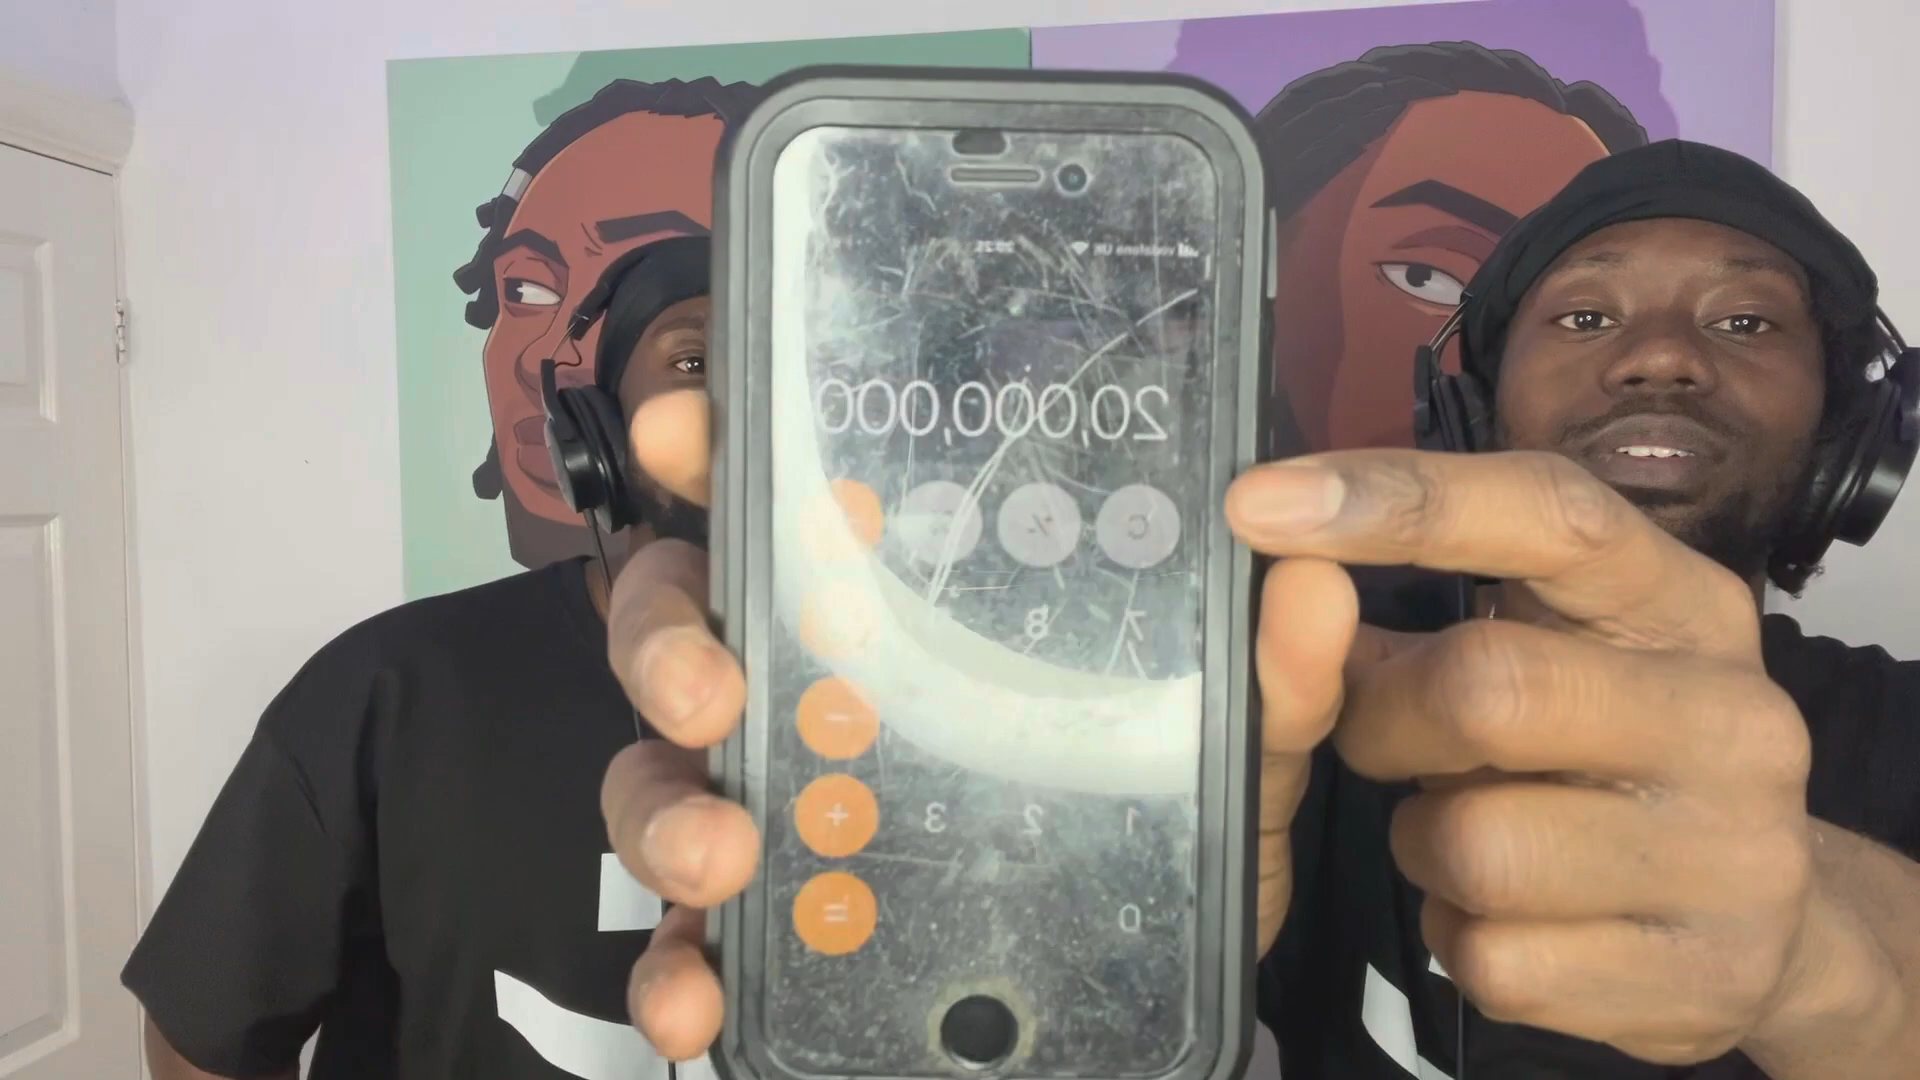 vodafone UK
20,000,000
C %
7 8
−
1 2 3 +
0 =